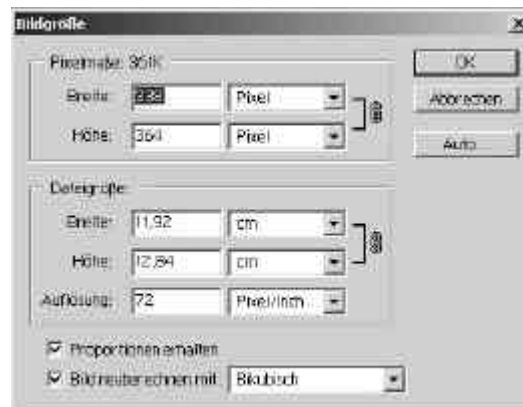 Bildgröße
Pixelmaße: 361K
Breite: 338 Pixel
Höhe: 364 Pixel
OK
Abbrechen
Auto...
Dateigröße:
Breite: 11,92 cm
Höhe: 12,84 cm
Auflösung: 72 Pixel/Inch
Proportionen erhalten
Bild neuberechnen mit: Bikubisch